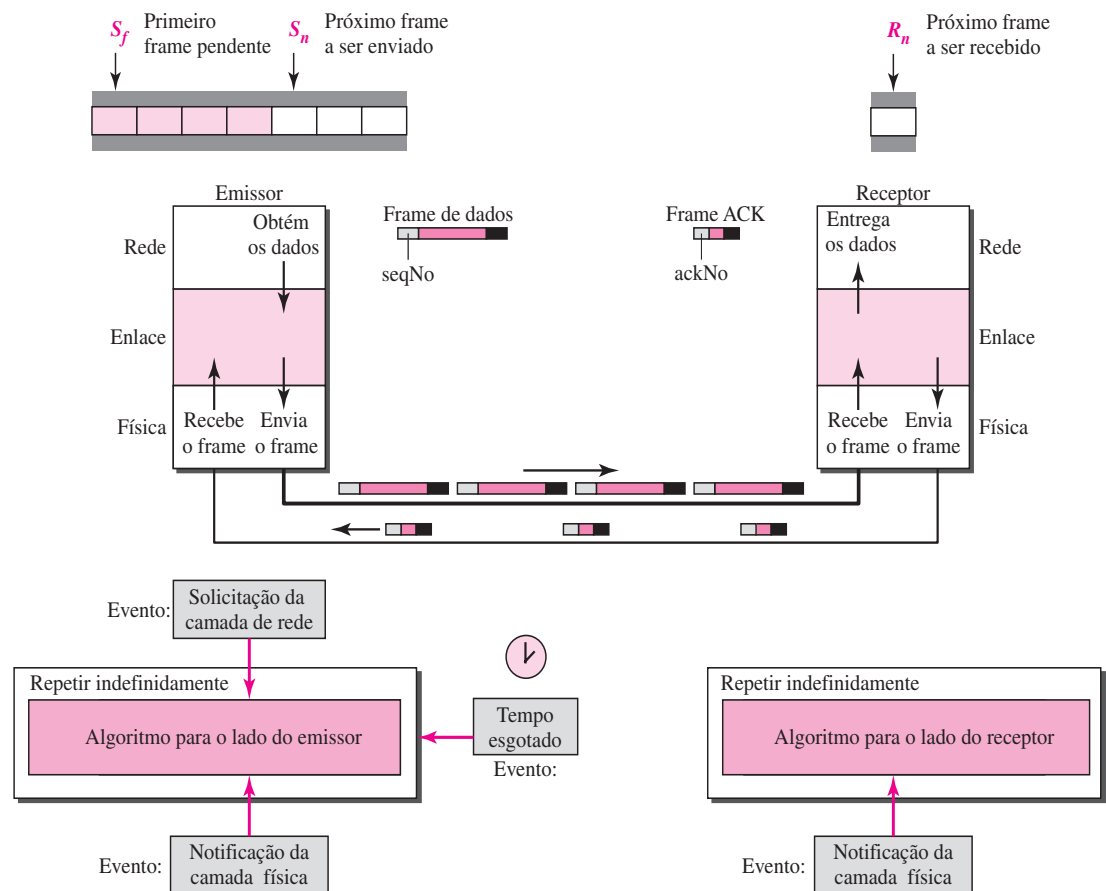 S_f
Primeiro
frame pendente
S_n
Próximo frame
a ser enviado
R_n
Próximo frame
a ser recebido
Emissor
Receptor
Obtém
os dados
Frame de dados
seqNo
Frame ACK
ackNo
Entrega
os dados
Rede
Rede
Enlace
Enlace
Física
Recebe
o frame
Envia
o frame
Recebe
o frame
Envia
o frame
Física
Evento:
Solicitação da
camada de rede
Repetir indefinidamente
Algoritmo para o lado do emissor
Tempo
esgotado
Evento:
Repetir indefinidamente
Algoritmo para o lado do receptor
Evento:
Notificação da
camada física
Evento:
Notificação da
camada física